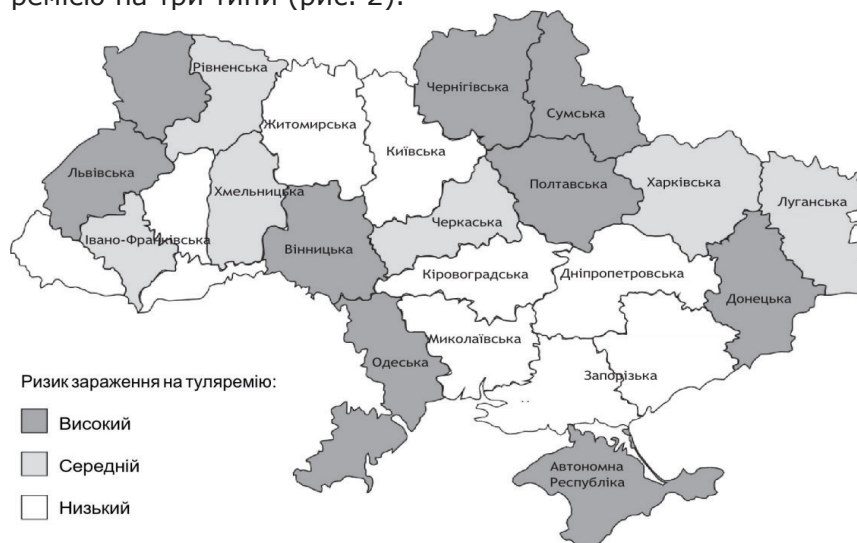 ремією на три типи (рис. 2).
Рівненська
Чернігівська
Сумська
Житомирська
Київська
Львівська
Хмельницька
Полтавська
Харківська
Луганська
Черкаська
Івано-Франківська
Вінницька
Кіровоградська
Дніпропетровська
Донецька
Миколаївська
Одеська
Запорізька
Ризик зараження на туляремію:
Високий
Середній
Низький
Автономна
Республіка